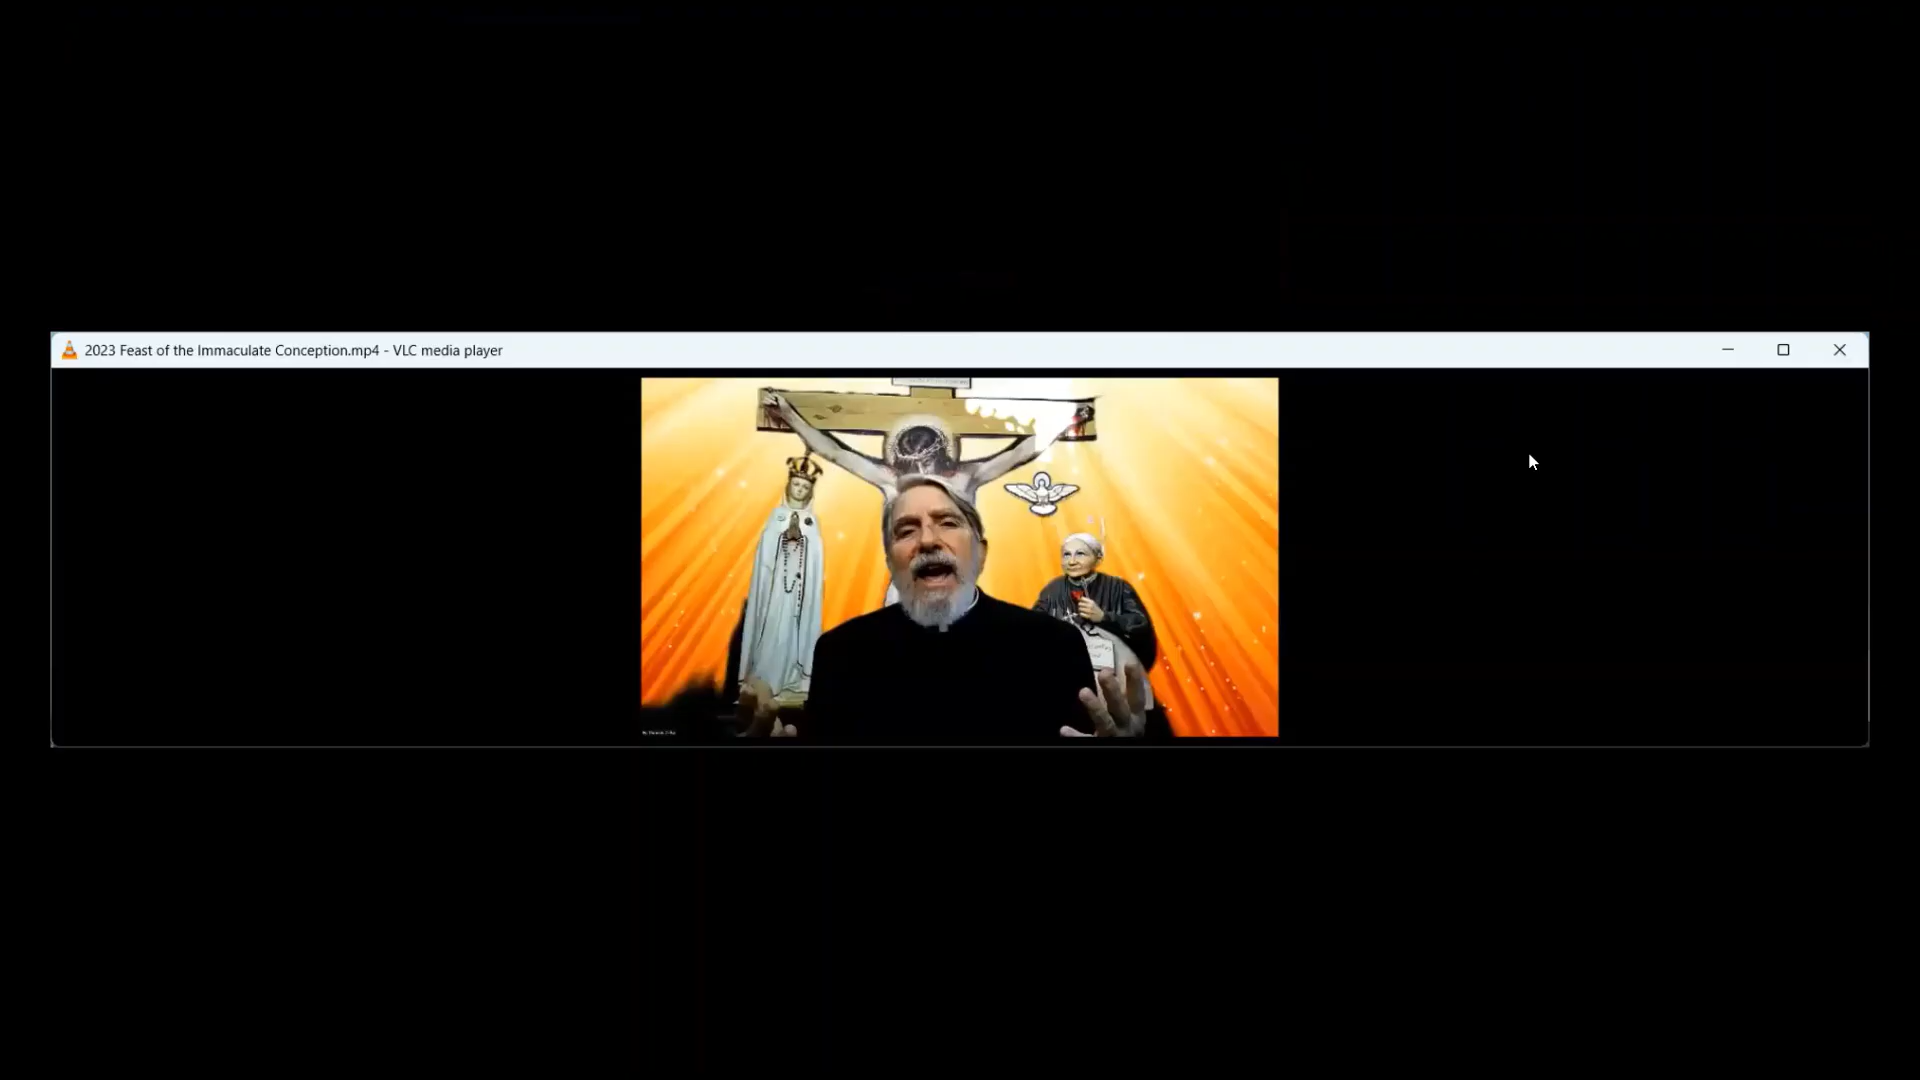 2023 Feast of the Immaculate Conception.mp4 - VLC media player